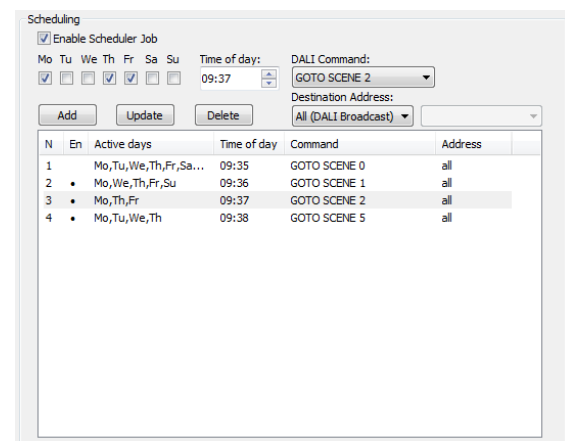 Scheduling
Enable Scheduler Job
Mo Tu We Th Fr Sa Su Time of day: DALI Command:
09:37 GOTO SCENE 2
Destination Address:
Add Update Delete All (DALI Broadcast)
N En Active days Time of day Command Address
1 Mo,Tu,We,Th,Fr,Sa... 09:35 GOTO SCENE 0 all
2 • Mo,We,Th,Fr,Su 09:36 GOTO SCENE 1 all
3 • Mo,Th,Fr 09:37 GOTO SCENE 2 all
4 • Mo,Tu,We,Th 09:38 GOTO SCENE 5 all